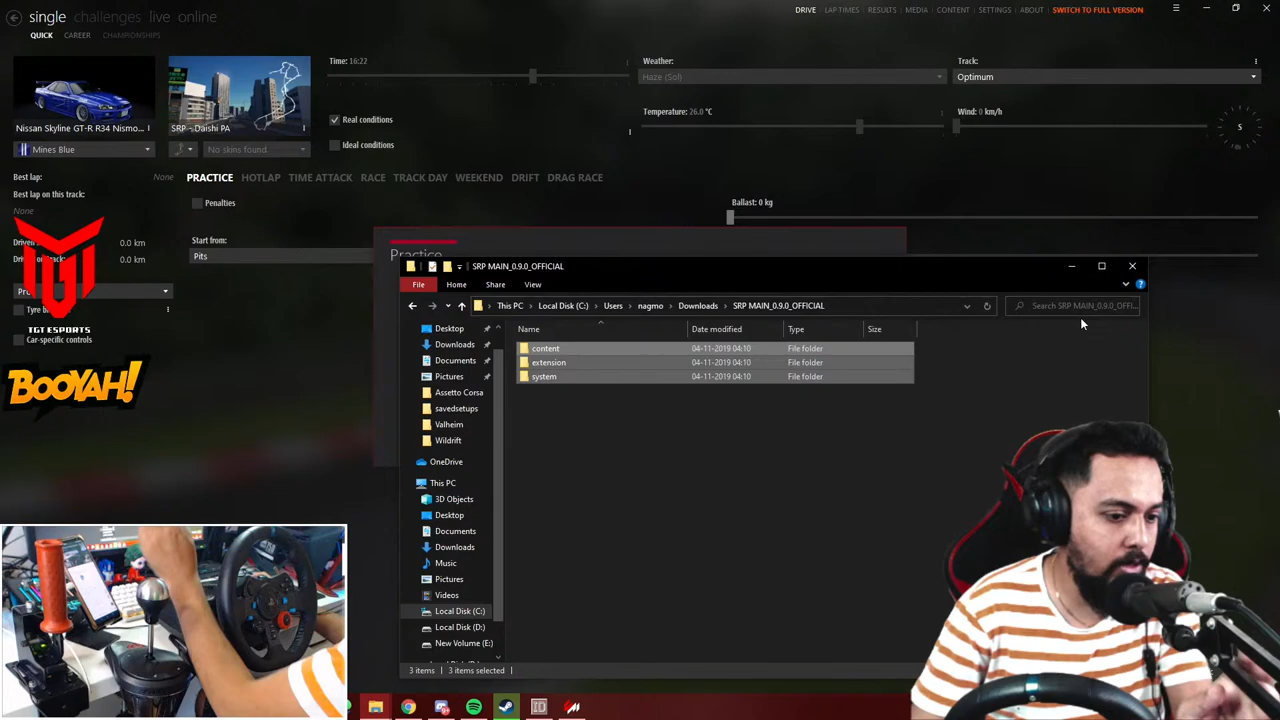 single challenges live online
DRIVE LAP TIMES RESULTS MEDIA CONTENT SETTINGS ABOUT SWITCH TO FULL VERSION
QUICK CAREER CHAMPIONSHIPS
Time: 16:22
Weather:
Track:
Haze (Sol)
Optimum
Temperature: 26.0 °C
Wind: 0 km/h
S
Real conditions
Ideal conditions
Nissan Skyline GT-R R34 Nismo...
SRP - Daishi PA
Mines Blue
No skins found
Best lap: None
Best lap on this track:
None
PRACTICE HOTLAP TIME ATTACK RACE TRACK DAY WEEKEND DRIFT DRAG RACE
Penalties
Ballast: 0 kg
Start from:
Pits
0.0 km
0.0 km
Car-specific controls
TGT ESPORTS
BOOYAH!
Practice
SRP MAIN_0.9.0_OFFICIAL
File Home Share View
This PC › Local Disk (C:) › Users › nagmo › Downloads › SRP MAIN_0.9.0_OFFICIAL
Search SRP MAIN_0.9.0_OFFI...
Name Date modified Type Size
content 04-11-2019 04:10 File folder
extension 04-11-2019 04:10 File folder
system 04-11-2019 04:10 File folder
Desktop
Downloads
Documents
Pictures
Assetto Corsa
savedsetups
Valheim
Wildrift
OneDrive
This PC
3D Objects
Desktop
Documents
Downloads
Music
Pictures
Videos
Local Disk (C:)
Local Disk (D:)
New Volume (E:)
3 items 3 items selected